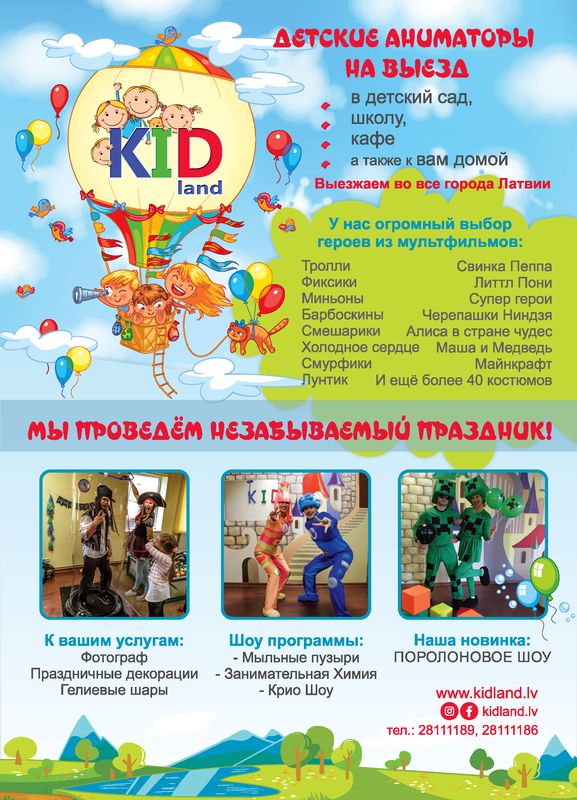 ДЕТСКИЕ АНИМАТОРЫ
НА ВЫЕЗД
в детский сад,
школу,
кафе
а также к вам домой
Выезжаем во все города Латвии
KID
land
У нас огромный выбор
героев из мультфильмов:
Тролли Свинка Пеппа
Фиксики Литтл Пони
Миньоны Супер герои
Барбоскины Черепашки Ниндзя
Смешарики Алиса в стране чудес
Холодное сердце Маша и Медведь
Смурфики Майнкрафт
Лунтик И ещё более 40 костюмов
МЫ ПРОВЕДЁМ НЕЗАБЫВАЕМЫЙ ПРАЗДНИК!
KID
К вашим услугам:
Фотограф
Праздничные декорации
Гелиевые шары
Шоу программы:
- Мыльные пузыри
- Занимательная Химия
- Крио Шоу
Наша новинка:
ПОРОЛОНОВОЕ ШОУ
www.kidland.lv
kidland.lv
тел.: 28111189, 28111186